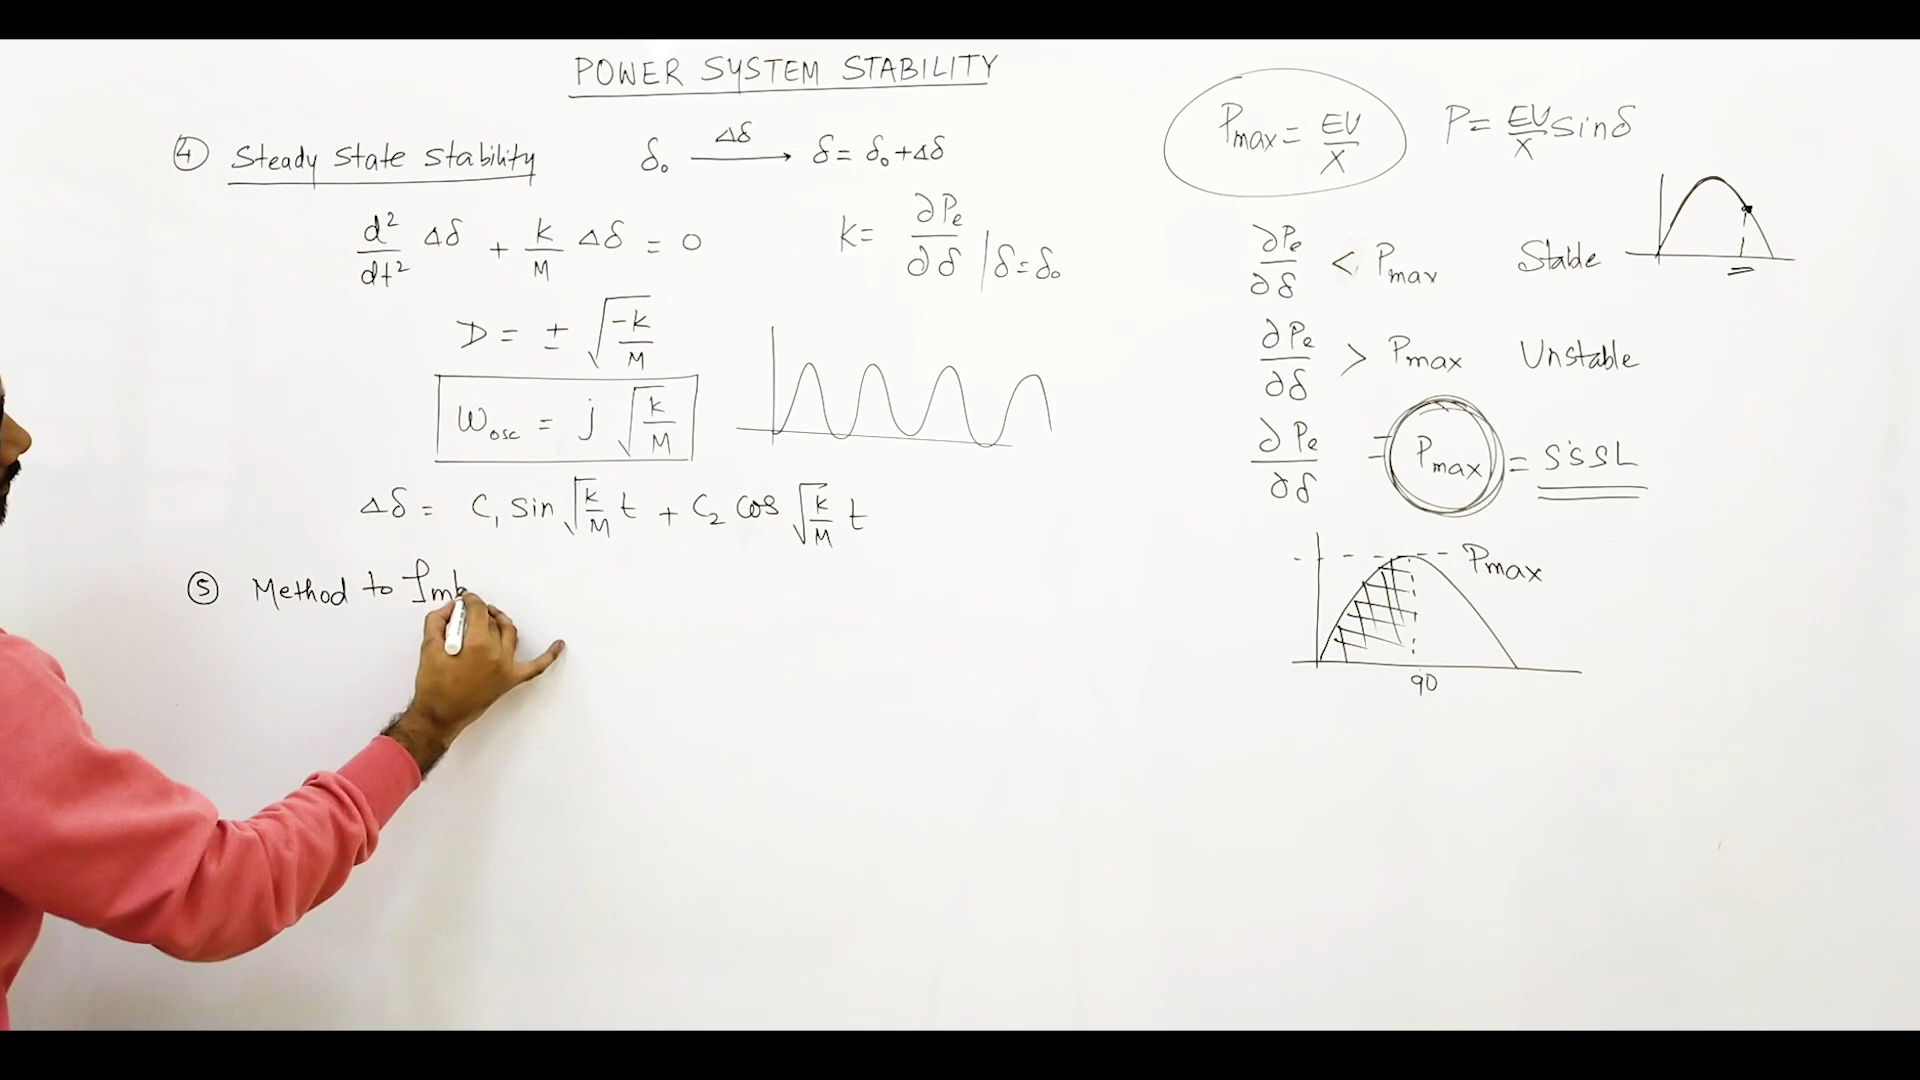 POWER SYSTEM STABILITY
④ Steady State Stability δ₀ —Δδ→ δ = δ₀+Δδ
d²/dt² Δδ + K/M Δδ = 0 K = ∂Pe/∂δ |δ=δ₀
D = ± √(-K/M)
Wosc = j √(K/M)
Δδ = C₁ Sin √(K/M) t + C₂ Cos √(K/M) t
⑤ Method to
Pmax = EV/X P = EV/X Sinδ
∂Pe/∂δ < Pmax Stable
∂Pe/∂δ > Pmax Unstable
∂Pe/∂δ = Pmax = SSSL
Pmax
90